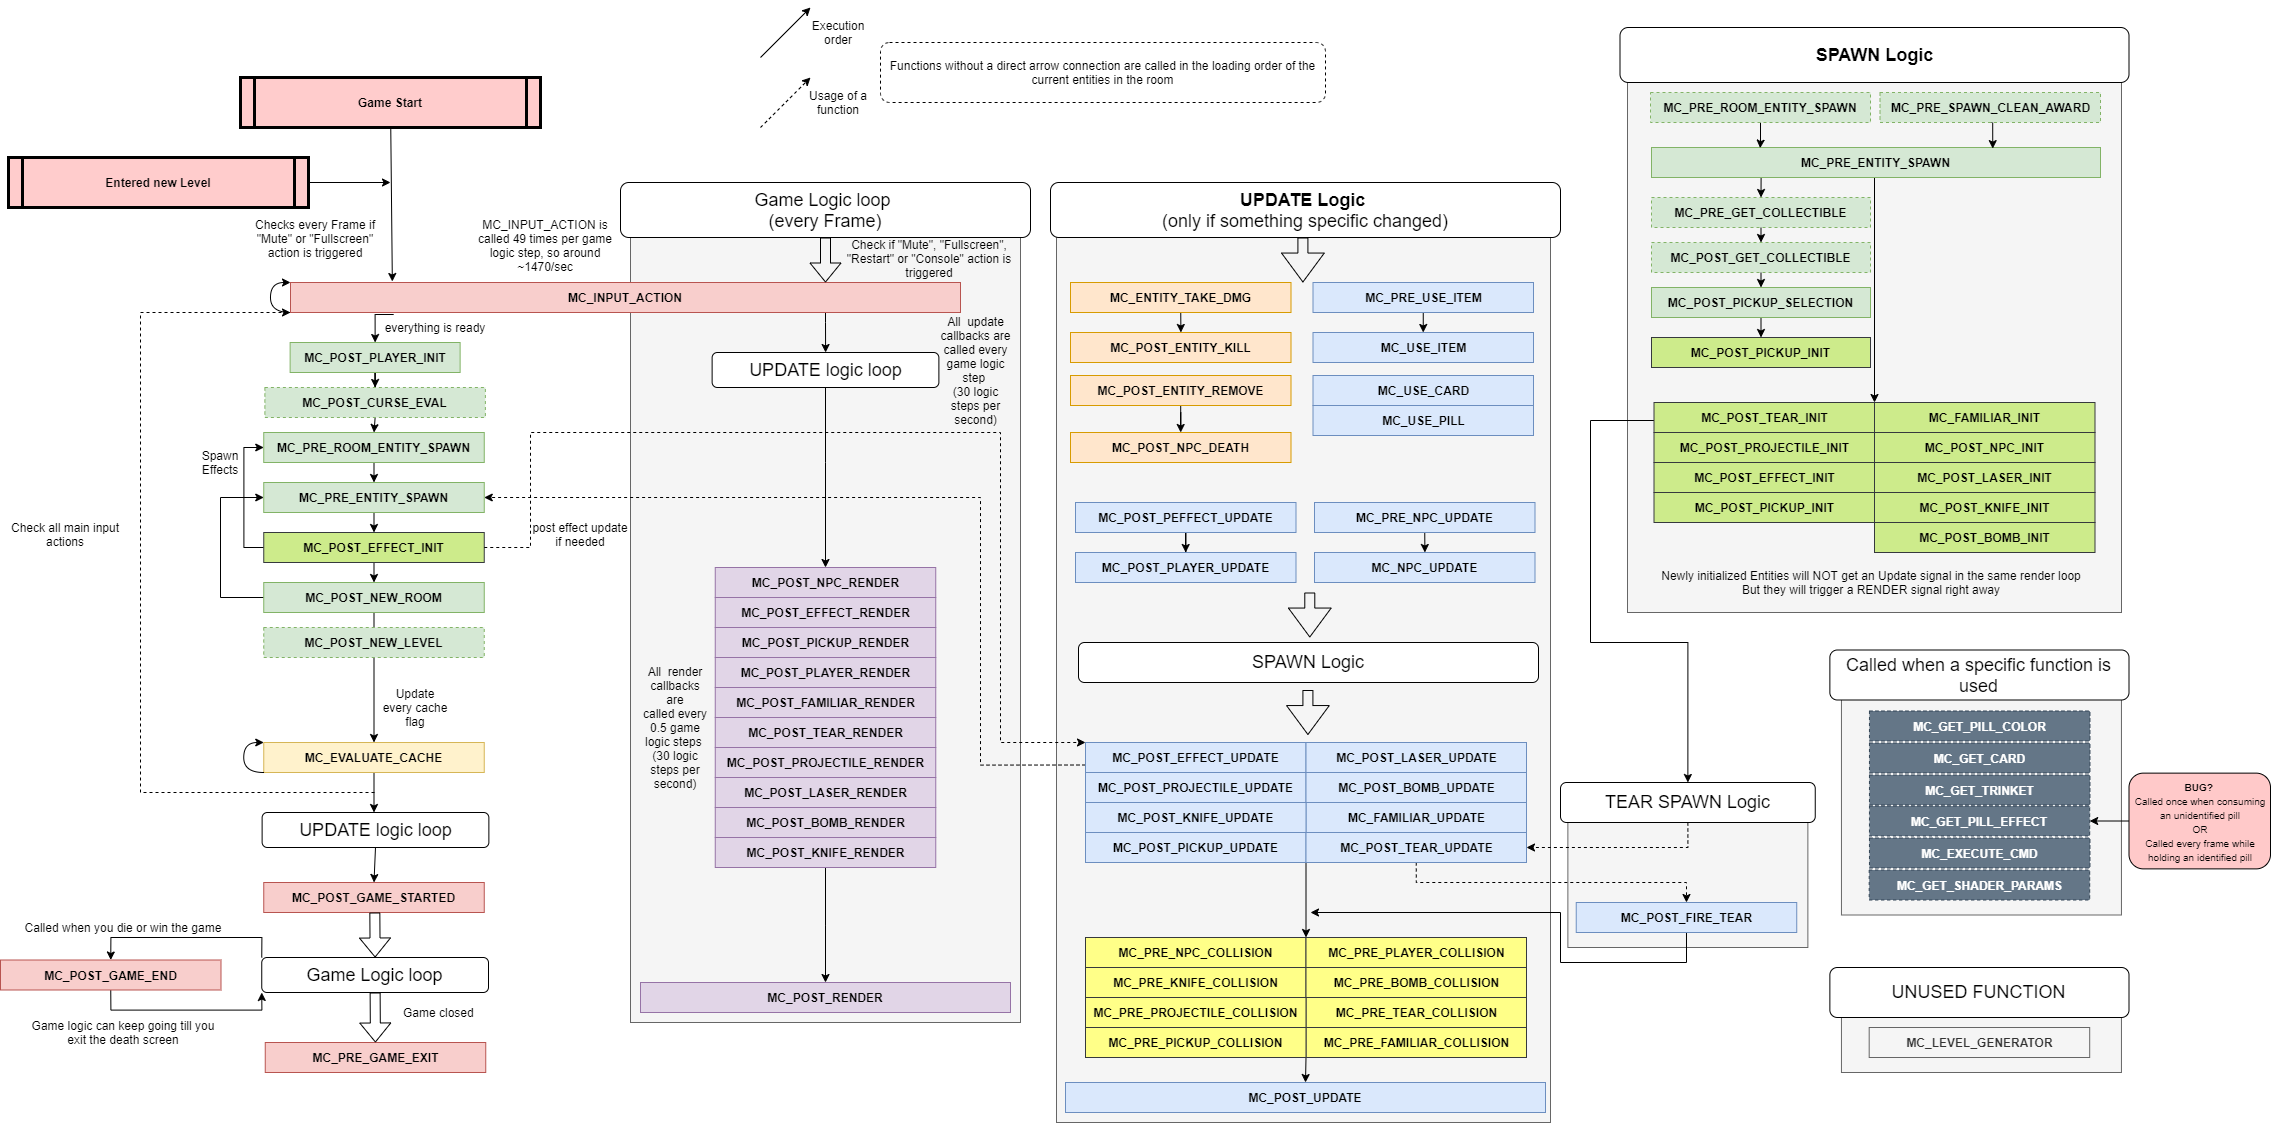 Execution
order
Usage of a
function
Functions without a direct arrow connection are called in the loading order of the
current entities in the room
Game Start
Entered new Level
Checks every Frame if
"Mute" or "Fullscreen"
action is triggered
MC_INPUT_ACTION is
called 49 times per game
logic step, so around
~1470/sec
MC_INPUT_ACTION
everything is ready
MC_POST_PLAYER_INIT
MC_POST_CURSE_EVAL
MC_PRE_ROOM_ENTITY_SPAWN
Spawn
Effects
MC_PRE_ENTITY_SPAWN
Check all main input
actions
post effect update
if needed
MC_POST_EFFECT_INIT
MC_POST_NEW_ROOM
MC_POST_NEW_LEVEL
Update
every cache
flag
MC_EVALUATE_CACHE
UPDATE logic loop
MC_POST_GAME_STARTED
Called when you die or win the game
MC_POST_GAME_END
Game Logic loop
Game logic can keep going till you
exit the death screen
Game closed
MC_PRE_GAME_EXIT
Game Logic loop
(every Frame)
Check if "Mute", "Fullscreen",
"Restart" or "Console" action is
triggered
All  update
callbacks are
called every
game logic
step
(30 logic
steps per
second)
UPDATE logic loop
MC_POST_NPC_RENDER
MC_POST_EFFECT_RENDER
MC_POST_PICKUP_RENDER
MC_POST_PLAYER_RENDER
MC_POST_FAMILIAR_RENDER
MC_POST_TEAR_RENDER
MC_POST_PROJECTILE_RENDER
MC_POST_LASER_RENDER
MC_POST_BOMB_RENDER
MC_POST_KNIFE_RENDER
All  render
callbacks
are
called every
0.5 game
logic steps
(30 logic
steps per
second)
MC_POST_RENDER
UPDATE Logic
(only if something specific changed)
MC_ENTITY_TAKE_DMG
MC_PRE_USE_ITEM
MC_POST_ENTITY_KILL
MC_USE_ITEM
MC_POST_ENTITY_REMOVE
MC_USE_CARD
MC_USE_PILL
MC_POST_NPC_DEATH
MC_POST_PEFFECT_UPDATE
MC_PRE_NPC_UPDATE
MC_POST_PLAYER_UPDATE
MC_NPC_UPDATE
SPAWN Logic
MC_POST_EFFECT_UPDATE
MC_POST_LASER_UPDATE
MC_POST_PROJECTILE_UPDATE
MC_POST_BOMB_UPDATE
MC_POST_KNIFE_UPDATE
MC_FAMILIAR_UPDATE
MC_POST_PICKUP_UPDATE
MC_POST_TEAR_UPDATE
MC_PRE_NPC_COLLISION
MC_PRE_PLAYER_COLLISION
MC_PRE_KNIFE_COLLISION
MC_PRE_BOMB_COLLISION
MC_PRE_PROJECTILE_COLLISION
MC_PRE_TEAR_COLLISION
MC_PRE_PICKUP_COLLISION
MC_PRE_FAMILIAR_COLLISION
MC_POST_UPDATE
SPAWN Logic
MC_PRE_ROOM_ENTITY_SPAWN
MC_PRE_SPAWN_CLEAN_AWARD
MC_PRE_ENTITY_SPAWN
MC_PRE_GET_COLLECTIBLE
MC_POST_GET_COLLECTIBLE
MC_POST_PICKUP_SELECTION
MC_POST_PICKUP_INIT
MC_POST_TEAR_INIT
MC_FAMILIAR_INIT
MC_POST_PROJECTILE_INIT
MC_POST_NPC_INIT
MC_POST_EFFECT_INIT
MC_POST_LASER_INIT
MC_POST_PICKUP_INIT
MC_POST_KNIFE_INIT
MC_POST_BOMB_INIT
Newly initialized Entities will NOT get an Update signal in the same render loop
But they will trigger a RENDER signal right away
TEAR SPAWN Logic
MC_POST_FIRE_TEAR
Called when a specific function is
used
MC_GET_PILL_COLOR
MC_GET_CARD
MC_GET_TRINKET
MC_GET_PILL_EFFECT
MC_EXECUTE_CMD
MC_GET_SHADER_PARAMS
BUG?
Called once when consuming
an unidentified pill
OR
Called every frame while
holding an identified pill
UNUSED FUNCTION
MC_LEVEL_GENERATOR